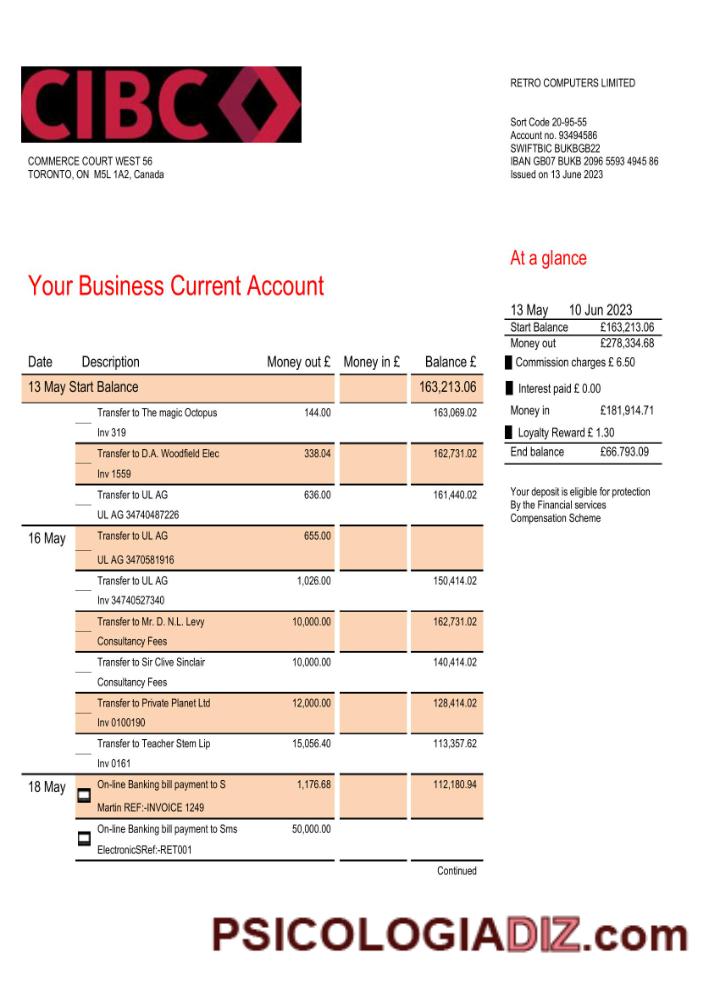 CIBC
COMMERCE COURT WEST 56
TORONTO, ON M5L 1A2, Canada
RETRO COMPUTERS LIMITED
Sort Code 20-95-55
Account no. 93494586
SWIFTBIC BUKBGB22
IBAN GB07 BUKB 2096 5593 4945 86
Issued on 13 June 2023
Your Business Current Account
At a glance
13 May 10 Jun 2023
Start Balance £163,213.06
Money out £278,334.68
Commission charges £ 6.50
Interest paid £ 0.00
Money in £181,914.71
Loyalty Reward £ 1.30
End balance £66.793.09
Your deposit is eligible for protection
By the Financial services
Compensation Scheme
Date Description Money out £ Money in £ Balance £
13 May Start Balance 163,213.06
Transfer to The magic Octopus 144.00 163,069.02
Inv 319
Transfer to D.A. Woodfield Elec 338.04 162,731.02
Inv 1559
Transfer to UL AG 636.00 161,440.02
UL AG 34740487226
16 May Transfer to UL AG 655.00
UL AG 3470581916
Transfer to UL AG 1,026.00 150,414.02
Inv 34740527340
Transfer to Mr. D. N.L. Levy 10,000.00 162,731.02
Consultancy Fees
Transfer to Sir Clive Sinclair 10,000.00 140,414.02
Consultancy Fees
Transfer to Private Planet Ltd 12,000.00 128,414.02
Inv 0100190
Transfer to Teacher Stem Lip 15,056.40 113,357.62
Inv 0161
18 May On-line Banking bill payment to S 1,176.68 112,180.94
Martin REF:-INVOICE 1249
On-line Banking bill payment to Sms 50,000.00
ElectronicSRef:-RET001
Continued
PSICOLOGIADIZ.com